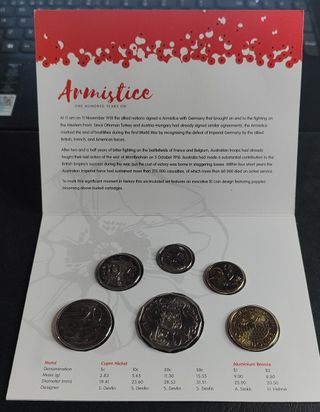 Armistice
ONE HUNDRED YEARS ON
At 11 am on 11 November 1918 the allied nations signed a Armistice with Germany that brought an end to the fighting on
the Western Front. Since Ottoman Turkey and Austria-Hungary had already signed similar agreements, the Armistice
marked the end of hostilities during the First World War by recognising the defeat of Imperial Germany by the allied
British, French, and American forces.
After two and a half years of bitter fighting on the battlefields of France and Belgium, Australian troops had already
fought their last action of the war at Montbrehain on 5 October 1918. Australia had made a substantial contribution to the
British Empire's success during the war, but the cost of victory was borne in staggering losses. Within four short years the
Australian Imperial Force had sustained more than 215,000 casualties, of which more than 60 000 died on active service.
To mark this significant moment in history this uncirculated set features an evocative $1 coin design featuring poppies
blooming above buried cartridges.
Metal Cupro Nickel Aluminium Bronze
Denomination 5c 10c 20c 50c $1 $2
Mass (g) 2.83 5.65 11.30 15.55 9.00 6.60
Diameter (mm) 19.41 23.60 28.52 31.51 25.00 20.50
Designer S. Devlin S. Devlin S. Devlin S. Devlin A. Stokk H. Helme